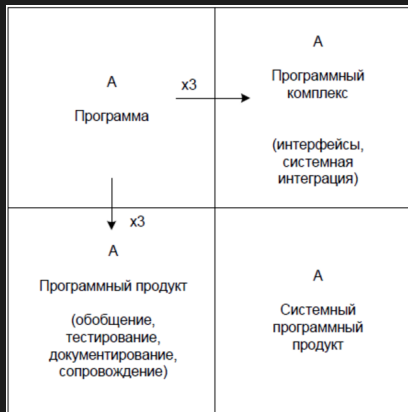 А
Программа
x3
А
Программный
комплекс
(интерфейсы,
системная
интеграция)
x3
А
Программный продукт
(обобщение,
тестирование,
документирование,
сопровождение)
А
Системный
программный
продукт